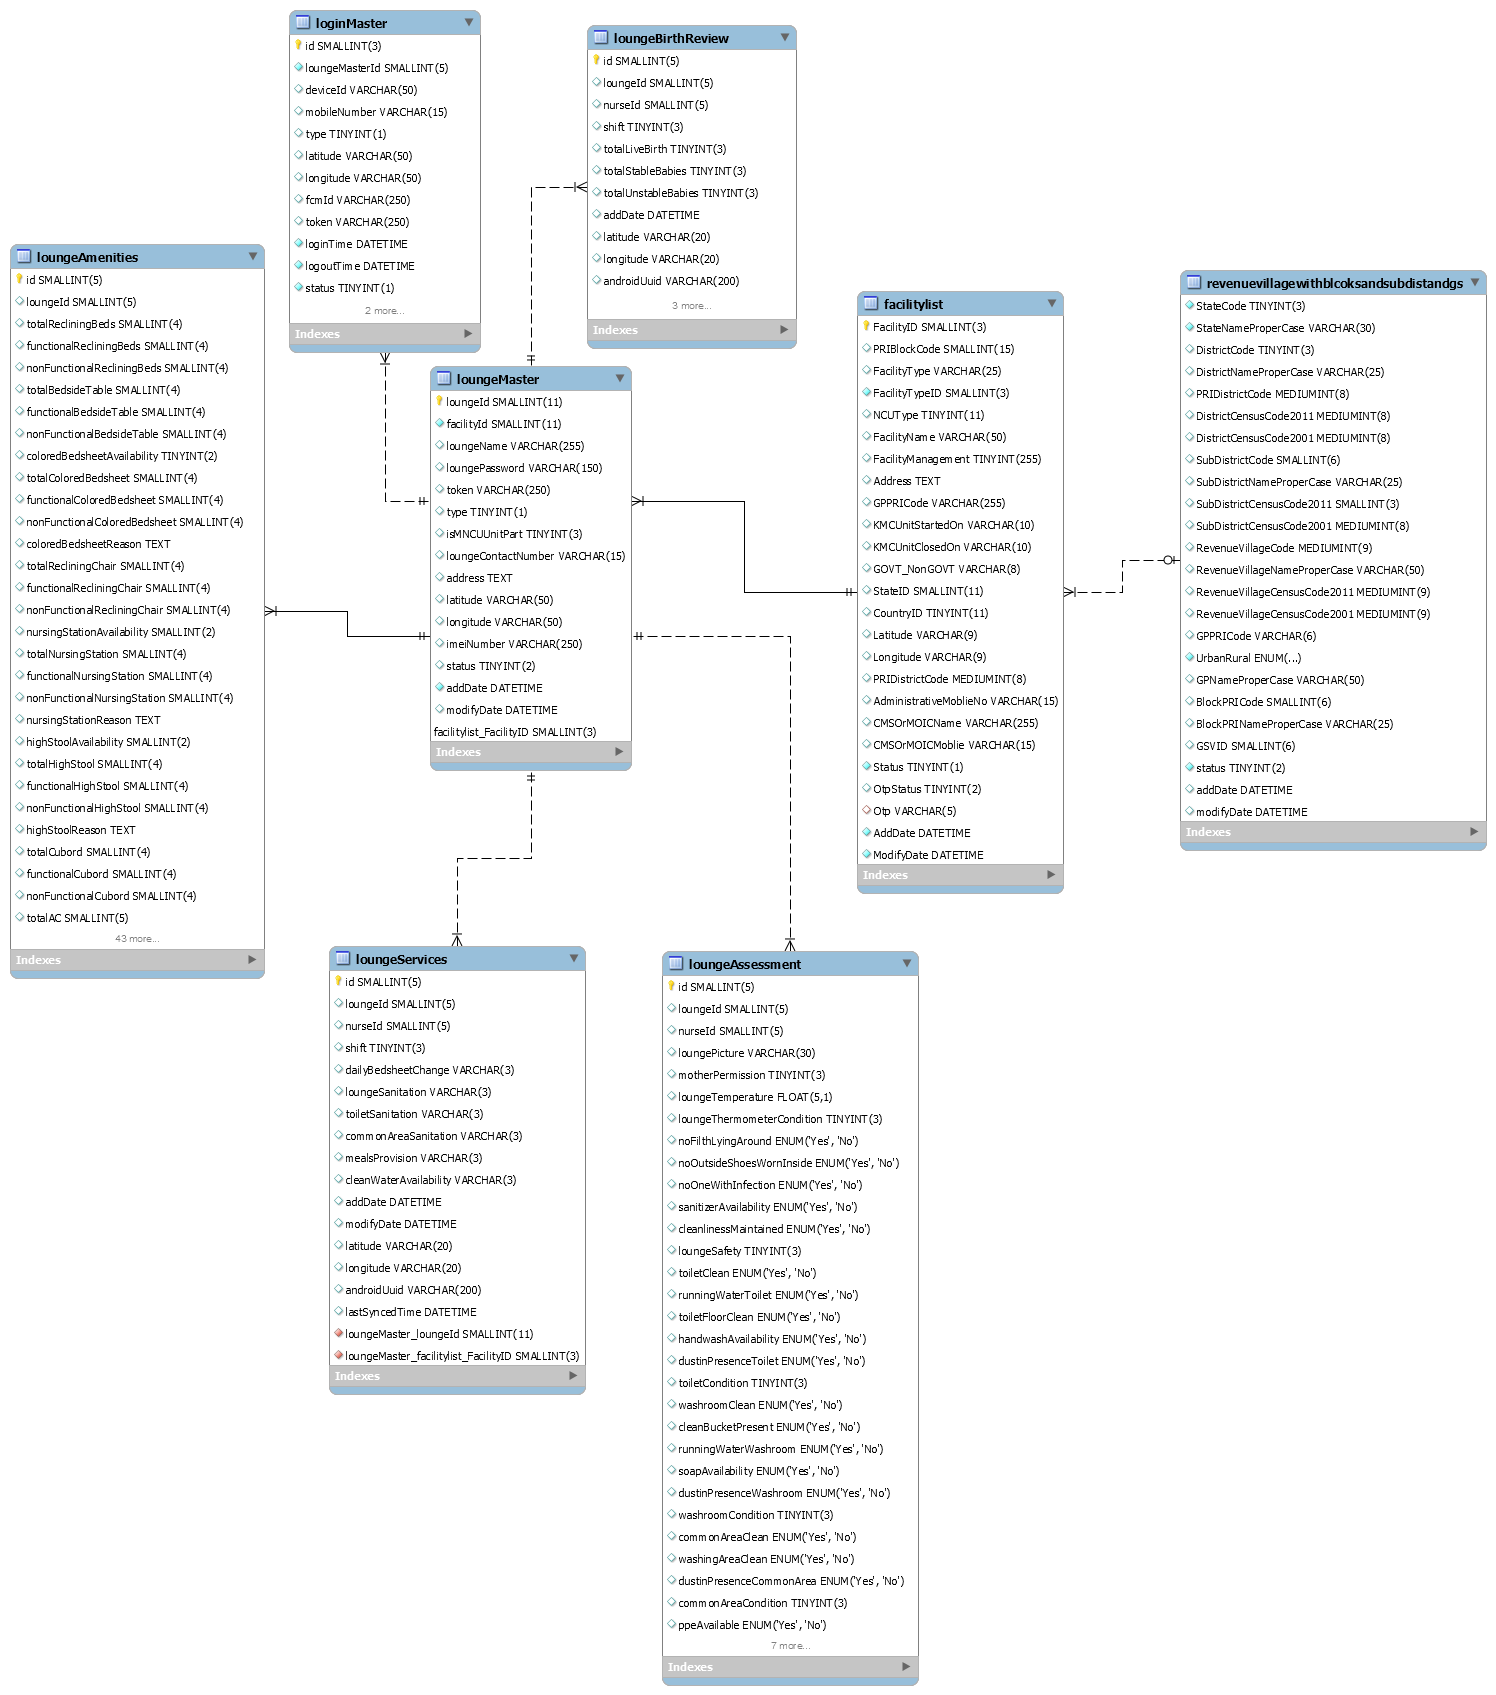 loginMaster
id SMALLINT(3)
loungeMasterId SMALLINT(5)
deviceId VARCHAR(50)
mobileNumber VARCHAR(15)
type TINYINT(1)
latitude VARCHAR(50)
longitude VARCHAR(50)
fcmId VARCHAR(250)
token VARCHAR(250)
loginTime DATETIME
logoutTime DATETIME
status TINYINT(1)
2 more...
Indexes
loungeBirthReview
id SMALLINT(5)
loungeId SMALLINT(5)
nurseId SMALLINT(5)
shift TINYINT(3)
totalLiveBirth TINYINT(3)
totalStableBabies TINYINT(3)
totalUnstableBabies TINYINT(3)
addDate DATETIME
latitude VARCHAR(20)
longitude VARCHAR(20)
androidUuid VARCHAR(200)
3 more...
Indexes
loungeAmenities
id SMALLINT(5)
loungeId SMALLINT(5)
totalRecliningBeds SMALLINT(4)
functionalRecliningBeds SMALLINT(4)
nonFunctionalRecliningBeds SMALLINT(4)
totalBedsideTable SMALLINT(4)
functionalBedsideTable SMALLINT(4)
nonFunctionalBedsideTable SMALLINT(4)
coloredBedsheetAvailability TINYINT(2)
totalColoredBedsheet SMALLINT(4)
functionalColoredBedsheet SMALLINT(4)
nonFunctionalColoredBedsheet SMALLINT(4)
coloredBedsheetReason TEXT
totalRecliningChair SMALLINT(4)
functionalRecliningChair SMALLINT(4)
nonFunctionalRecliningChair SMALLINT(4)
nursingStationAvailability SMALLINT(2)
totalNursingStation SMALLINT(4)
functionalNursingStation SMALLINT(4)
nonFunctionalNursingStation SMALLINT(4)
nursingStationReason TEXT
highStoolAvailability SMALLINT(2)
totalHighStool SMALLINT(4)
functionalHighStool SMALLINT(4)
nonFunctionalHighStool SMALLINT(4)
highStoolReason TEXT
totalCubord SMALLINT(4)
functionalCubord SMALLINT(4)
nonFunctionalCubord SMALLINT(4)
totalAC SMALLINT(5)
43 more...
Indexes
loungeMaster
loungeId SMALLINT(11)
facilityId SMALLINT(11)
loungeName VARCHAR(255)
loungePassword VARCHAR(150)
token VARCHAR(250)
type TINYINT(1)
isMNCUUnitPart TINYINT(3)
loungeContactNumber VARCHAR(15)
address TEXT
latitude VARCHAR(50)
longitude VARCHAR(50)
imeiNumber VARCHAR(250)
status TINYINT(2)
addDate DATETIME
modifyDate DATETIME
facilitylist_FacilityID SMALLINT(3)
Indexes
facilitylist
FacilityID SMALLINT(3)
PRIBlockCode SMALLINT(15)
FacilityType VARCHAR(25)
FacilityTypeID SMALLINT(3)
NCUType TINYINT(11)
FacilityName VARCHAR(50)
FacilityManagement TINYINT(255)
Address TEXT
GPPRICode VARCHAR(255)
KMCUnitStartedOn VARCHAR(10)
KMCUnitClosedOn VARCHAR(10)
GOVT_NonGOVT VARCHAR(8)
StateID SMALLINT(11)
CountryID TINYINT(11)
Latitude VARCHAR(9)
Longitude VARCHAR(9)
PRIDistrictCode MEDIUMINT(8)
AdministrativeMoblieNo VARCHAR(15)
CMSOrMOICName VARCHAR(255)
CMSOrMOICMoblie VARCHAR(15)
Status TINYINT(1)
OtpStatus TINYINT(2)
Otp VARCHAR(5)
AddDate DATETIME
ModifyDate DATETIME
Indexes
revenuevillagewithblcoksandsubdistandgs
StateCode TINYINT(3)
StateNameProperCase VARCHAR(30)
DistrictCode TINYINT(3)
DistrictNameProperCase VARCHAR(25)
PRIDistrictCode MEDIUMINT(8)
DistrictCensusCode2011 MEDIUMINT(8)
DistrictCensusCode2001 MEDIUMINT(8)
SubDistrictCode SMALLINT(6)
SubDistrictNameProperCase VARCHAR(25)
SubDistrictCensusCode2011 SMALLINT(3)
SubDistrictCensusCode2001 MEDIUMINT(8)
RevenueVillageCode MEDIUMINT(9)
RevenueVillageNameProperCase VARCHAR(50)
RevenueVillageCensusCode2011 MEDIUMINT(9)
RevenueVillageCensusCode2001 MEDIUMINT(9)
GPPRICode VARCHAR(6)
UrbanRural ENUM(...)
GPNameProperCase VARCHAR(50)
BlockPRICode SMALLINT(6)
BlockPRINameProperCase VARCHAR(25)
GSVID SMALLINT(6)
status TINYINT(2)
addDate DATETIME
modifyDate DATETIME
Indexes
loungeServices
id SMALLINT(5)
loungeId SMALLINT(5)
nurseId SMALLINT(5)
shift TINYINT(3)
dailyBedsheetChange VARCHAR(3)
loungeSanitation VARCHAR(3)
toiletSanitation VARCHAR(3)
commonAreaSanitation VARCHAR(3)
mealsProvision VARCHAR(3)
cleanWaterAvailability VARCHAR(3)
addDate DATETIME
modifyDate DATETIME
latitude VARCHAR(20)
longitude VARCHAR(20)
androidUuid VARCHAR(200)
lastSyncedTime DATETIME
loungeMaster_loungeId SMALLINT(11)
loungeMaster_facilitylist_FacilityID SMALLINT(3)
Indexes
loungeAssessment
id SMALLINT(5)
loungeId SMALLINT(5)
nurseId SMALLINT(5)
loungePicture VARCHAR(30)
motherPermission TINYINT(3)
loungeTemperature FLOAT(5,1)
loungeThermometerCondition TINYINT(3)
noFilthLyingAround ENUM('Yes', 'No')
noOutsideShoesWornInside ENUM('Yes', 'No')
noOneWithInfection ENUM('Yes', 'No')
sanitizerAvailability ENUM('Yes', 'No')
cleanlinessMaintained ENUM('Yes', 'No')
loungeSafety TINYINT(3)
toiletClean ENUM('Yes', 'No')
runningWaterToilet ENUM('Yes', 'No')
toiletFloorClean ENUM('Yes', 'No')
handwashAvailability ENUM('Yes', 'No')
dustinPresenceToilet ENUM('Yes', 'No')
toiletCondition TINYINT(3)
washroomClean ENUM('Yes', 'No')
cleanBucketPresent ENUM('Yes', 'No')
runningWaterWashroom ENUM('Yes', 'No')
soapAvailability ENUM('Yes', 'No')
dustinPresenceWashroom ENUM('Yes', 'No')
washroomCondition TINYINT(3)
commonAreaClean ENUM('Yes', 'No')
washingAreaClean ENUM('Yes', 'No')
dustinPresenceCommonArea ENUM('Yes', 'No')
commonAreaCondition TINYINT(3)
ppeAvailable ENUM('Yes', 'No')
7 more...
Indexes